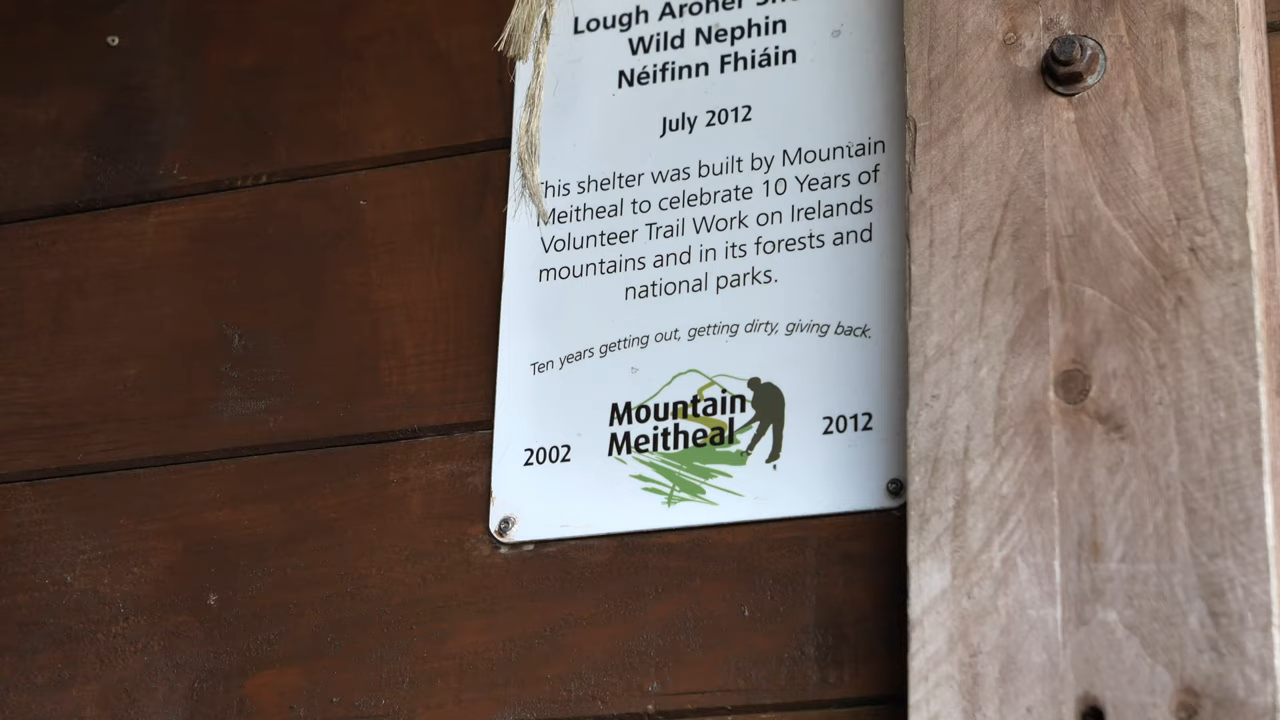 Lough Aroher
Wild Nephin
Néifinn Fhiáin
July 2012
This shelter was built by Mountain
Meitheal to celebrate 10 Years of
Volunteer Trail Work on Irelands
mountains and in its forests and
national parks.
Ten years getting out, getting dirty, giving back.
Mountain
Meitheal
2002
2012